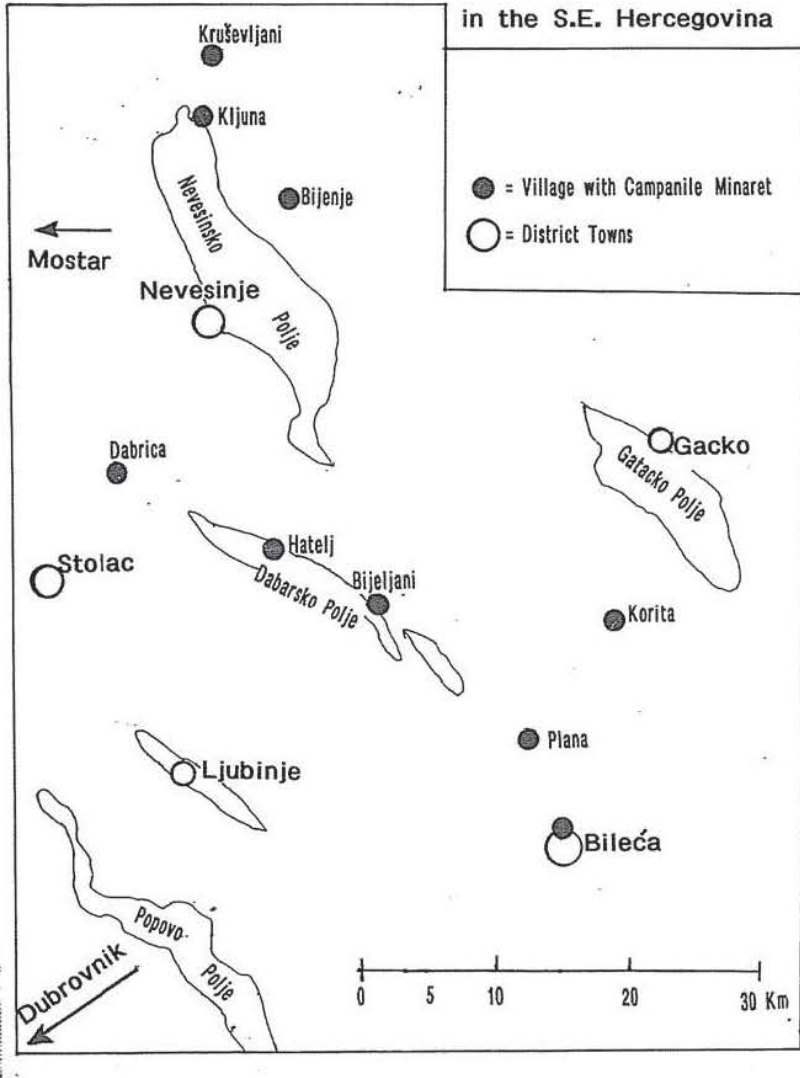 in the S.E. Hercegovina
= Village with Campanile Minaret
= District Towns
Kruševljani
Kljuna
Bijenje
Nevesinsko
Polje
Mostar
Nevesinje
Dabrica
Gacko
Gatacko Polje
Stolac
Hatelj
Bijeljani
Dabarsko Polje
Korita
Plana
Ljubinje
Bileća
Popovo
Polje
Dubrovnik
0 5 10 20 30 Km